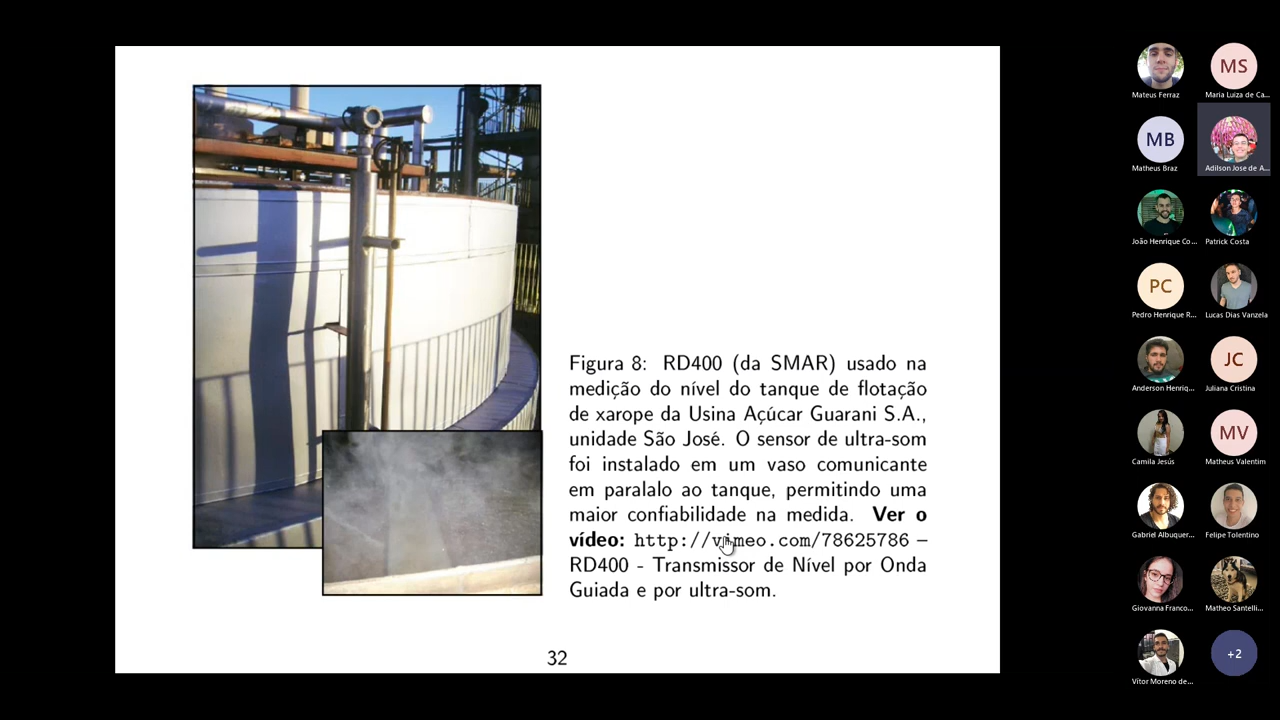 Figura 8: RD400 (da SMAR) usado na
medição do nível do tanque de flotação
de xarope da Usina Açúcar Guarani S.A.,
unidade São José. O sensor de ultra-som
foi instalado em um vaso comunicante
em paralalo ao tanque, permitindo uma
maior confiabilidade na medida. Ver o
vídeo: http://vimeo.com/78625786 –
RD400 - Transmissor de Nível por Onda
Guiada e por ultra-som.
32
Mateus Ferraz
MS
Maria Luiza de Ca...
MB
Matheus Braz
Adilson Jose de A...
João Henrique Co...
Patrick Costa
PC
Pedro Henrique R...
Lucas Dias Vanzela
Anderson Henriq...
JC
Juliana Cristina
Camila Jesús
MV
Matheus Valentim
Gabriel Albuquer...
Felipe Tolentino
Giovanna Franco...
Matheo Santelli...
Vítor Moreno de...
+2